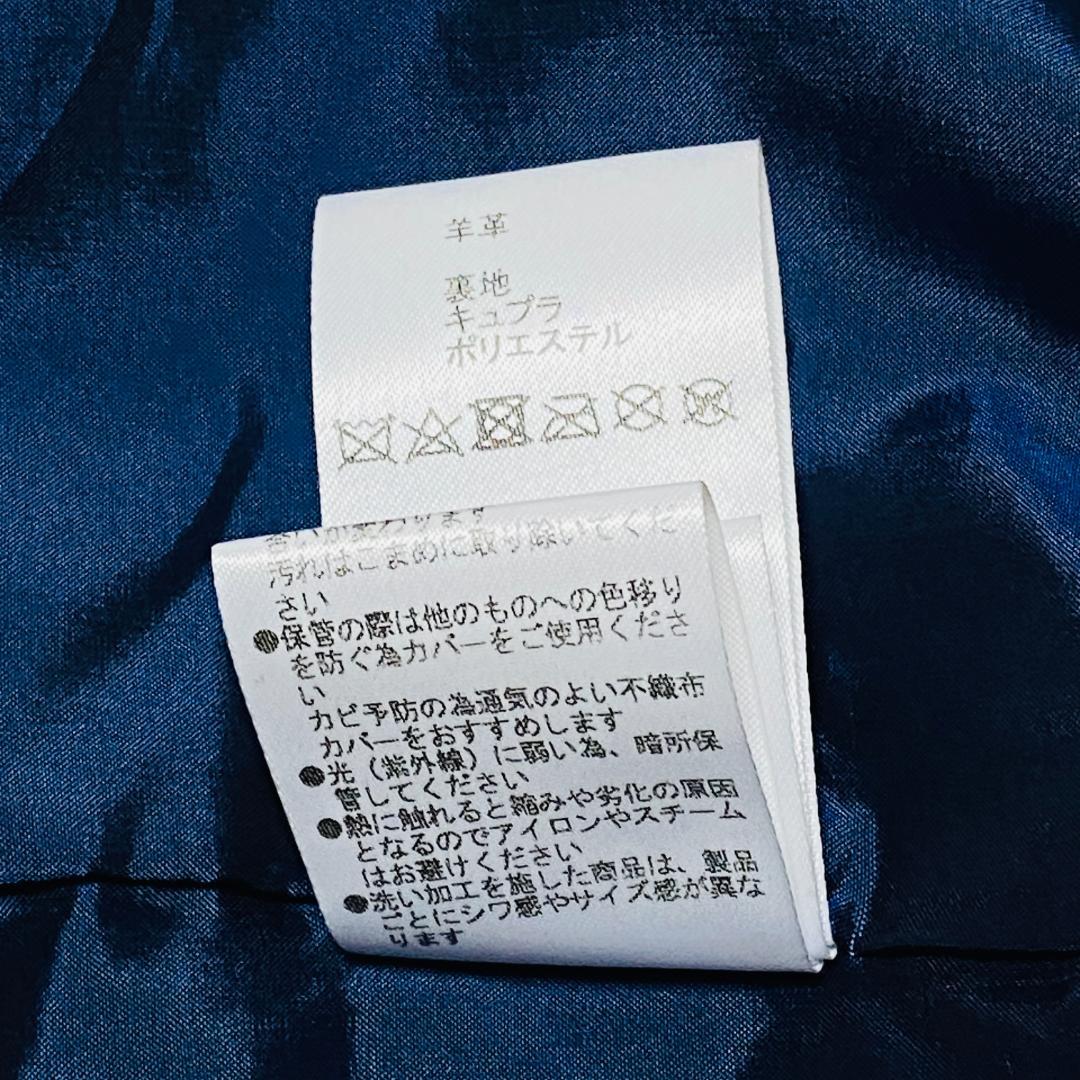 羊革
裏地
キュプラ
ポリエステル
合いが変わります
汚れはこまめに取り除いてくだ
さい
●保管の際は他のものへの色移り
を防ぐ為カバーをご使用くださ
い
カビ予防の為通気のよい不織布
カバーをおすすめします
●光（紫外線）に弱い為、暗所保
管してください
●熱に触れると縮みや劣化の原因
となるのでアイロンやスチーム
はお避けください
●洗い加工を施した商品は、製品
ごとにシワ感やサイズ感が異な
ります